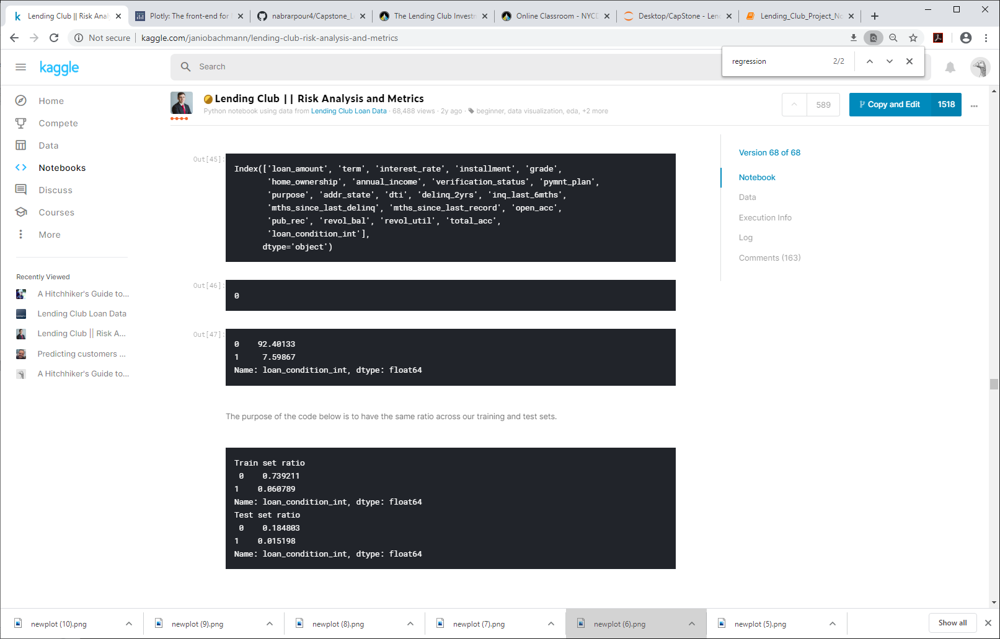 Lending Club || Risk Anal
Plotly: The front-end for
nabrarpour4/Capstone_L
The Lending Club Investm
Online Classroom - NYCD
Desktop/CapStone - Lend
Lending_Club_Project_No
Not secure
kaggle.com/janiobachmann/lending-club-risk-analysis-and-metrics
regression
2/2
kaggle
Search
Home
Compete
Data
Notebooks
Discuss
Courses
More
Recently Viewed
A Hitchhiker's Guide to...
Lending Club Loan Data
Lending Club || Risk A...
Predicting customers ...
A Hitchhiker's Guide to...
Lending Club || Risk Analysis and Metrics
Python notebook using data from Lending Club Loan Data · 68,488 views · 2y ago · beginner, data visualization, eda, +2 more
589
Copy and Edit
1518
...
Out[45]:
Index(['loan_amount', 'term', 'interest_rate', 'installment', 'grade',
'home_ownership', 'annual_income', 'verification_status', 'pymnt_plan',
'purpose', 'addr_state', 'dti', 'delinq_2yrs', 'inq_last_6mths',
'mths_since_last_delinq', 'mths_since_last_record', 'open_acc',
'pub_rec', 'revol_bal', 'revol_util', 'total_acc',
'loan_condition_int'],
dtype='object')
Out[46]:
0
Out[47]:
0    92.40133
1     7.59867
Name: loan_condition_int, dtype: float64
The purpose of the code below is to have the same ratio across our training and test sets.
Train set ratio
0    0.739211
1    0.060789
Name: loan_condition_int, dtype: float64
Test set ratio
0    0.184803
1    0.015198
Name: loan_condition_int, dtype: float64
Version 68 of 68
Notebook
Data
Execution Info
Log
Comments (163)
newplot (10).png
newplot (9).png
newplot (8).png
newplot (7).png
newplot (6).png
newplot (5).png
Show all